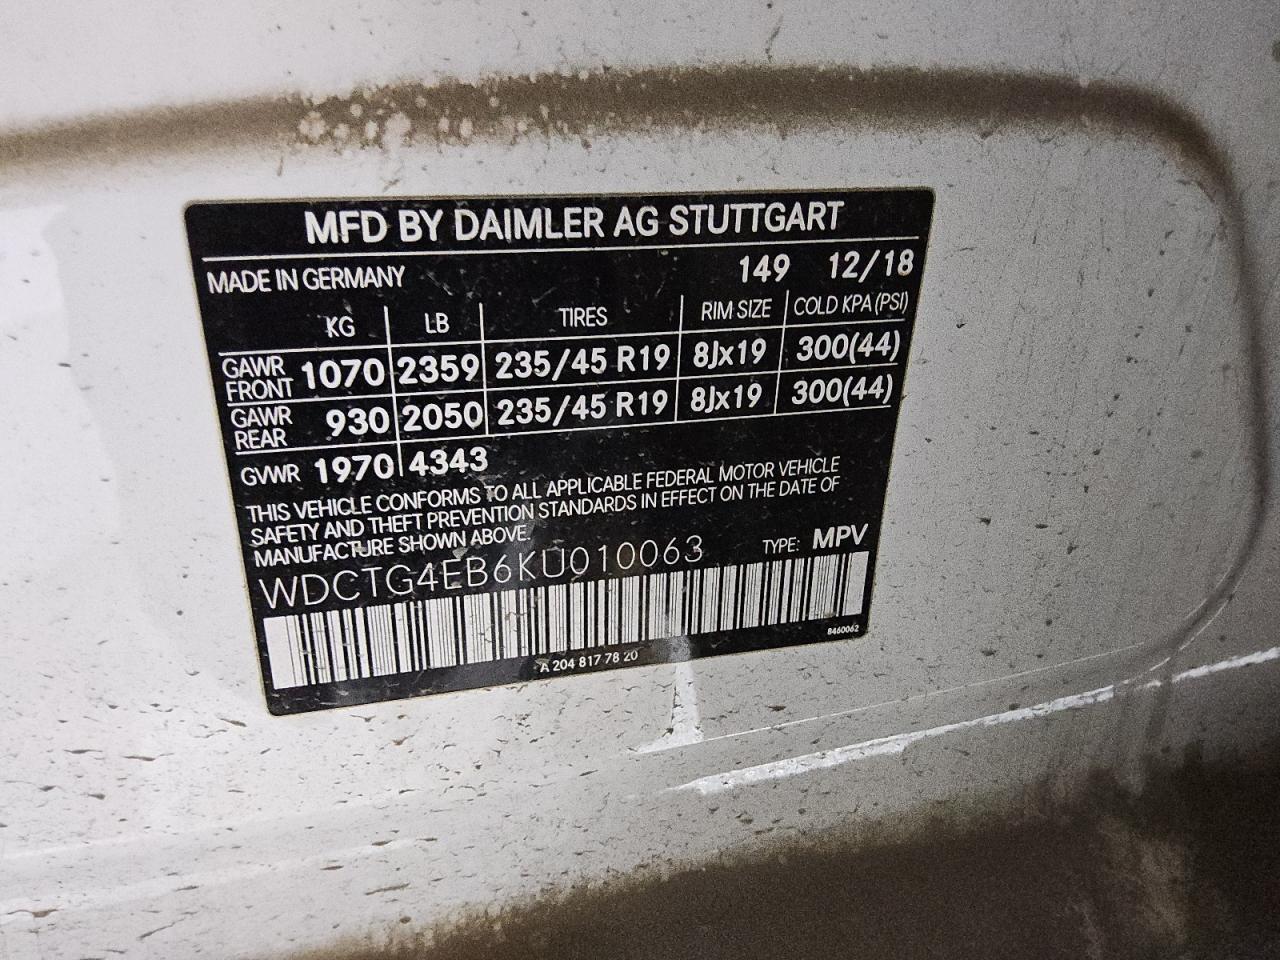 MFD BY DAIMLER AG STUTTGART
MADE IN GERMANY 149 12/18
KG LB TIRES RIM SIZE COLD KPA (PSI)
GAWR FRONT 1070 2359 235/45 R19 8Jx19 300(44)
GAWR REAR 930 2050 235/45 R19 8Jx19 300(44)
GVWR 1970 4343
THIS VEHICLE CONFORMS TO ALL APPLICABLE FEDERAL MOTOR VEHICLE
SAFETY AND THEFT PREVENTION STANDARDS IN EFFECT ON THE DATE OF
MANUFACTURE SHOWN ABOVE.
WDCTG4EB6KU010063 TYPE: MPV
8460062
A 204 817 78 20